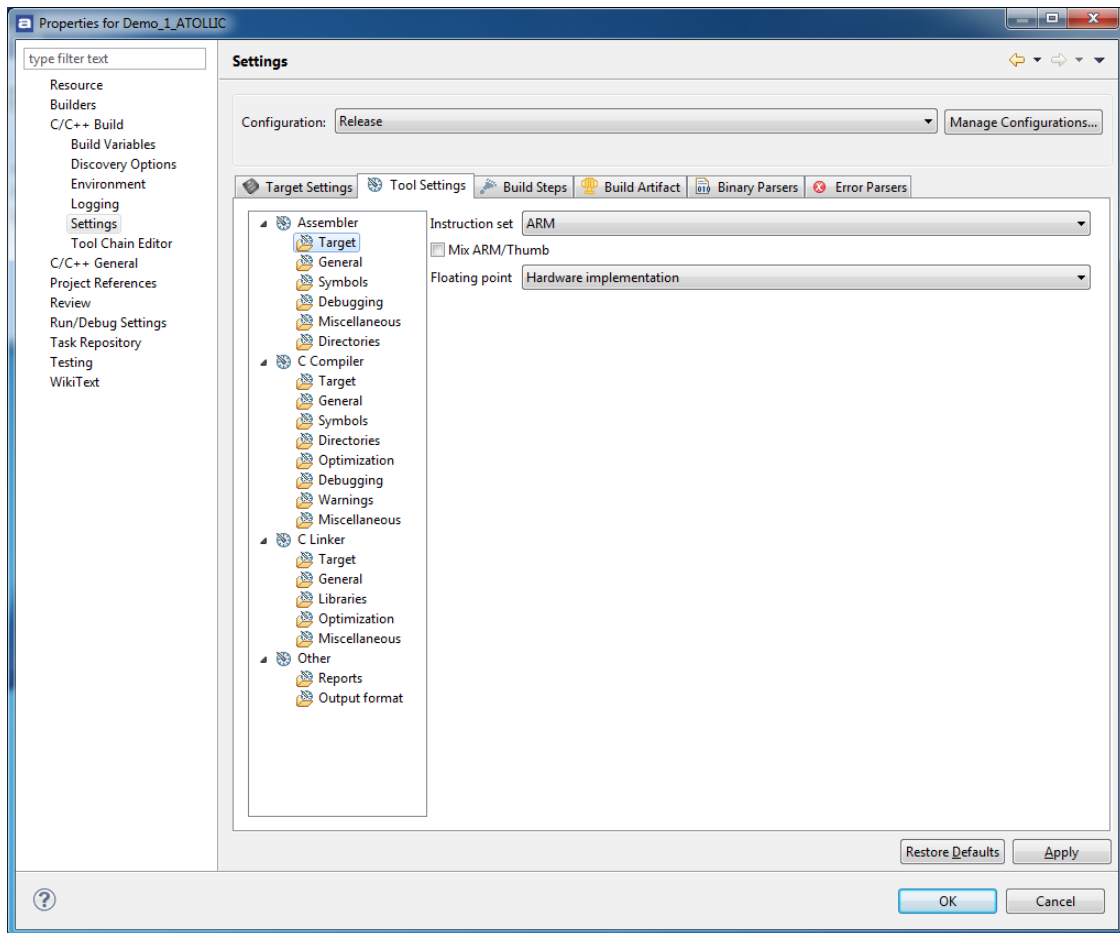 Properties for Demo_1_ATOLLIC
type filter text
Resource
Builders
C/C++ Build
Build Variables
Discovery Options
Environment
Logging
Settings
Tool Chain Editor
C/C++ General
Project References
Review
Run/Debug Settings
Task Repository
Testing
WikiText
Settings
Configuration: Release Manage Configurations...
Target Settings Tool Settings Build Steps Build Artifact Binary Parsers Error Parsers
Assembler
Target
General
Symbols
Debugging
Miscellaneous
Directories
C Compiler
Target
General
Symbols
Directories
Optimization
Debugging
Warnings
Miscellaneous
C Linker
Target
General
Libraries
Optimization
Miscellaneous
Other
Reports
Output format
Instruction set ARM
Mix ARM/Thumb
Floating point Hardware implementation
Restore Defaults Apply
OK Cancel